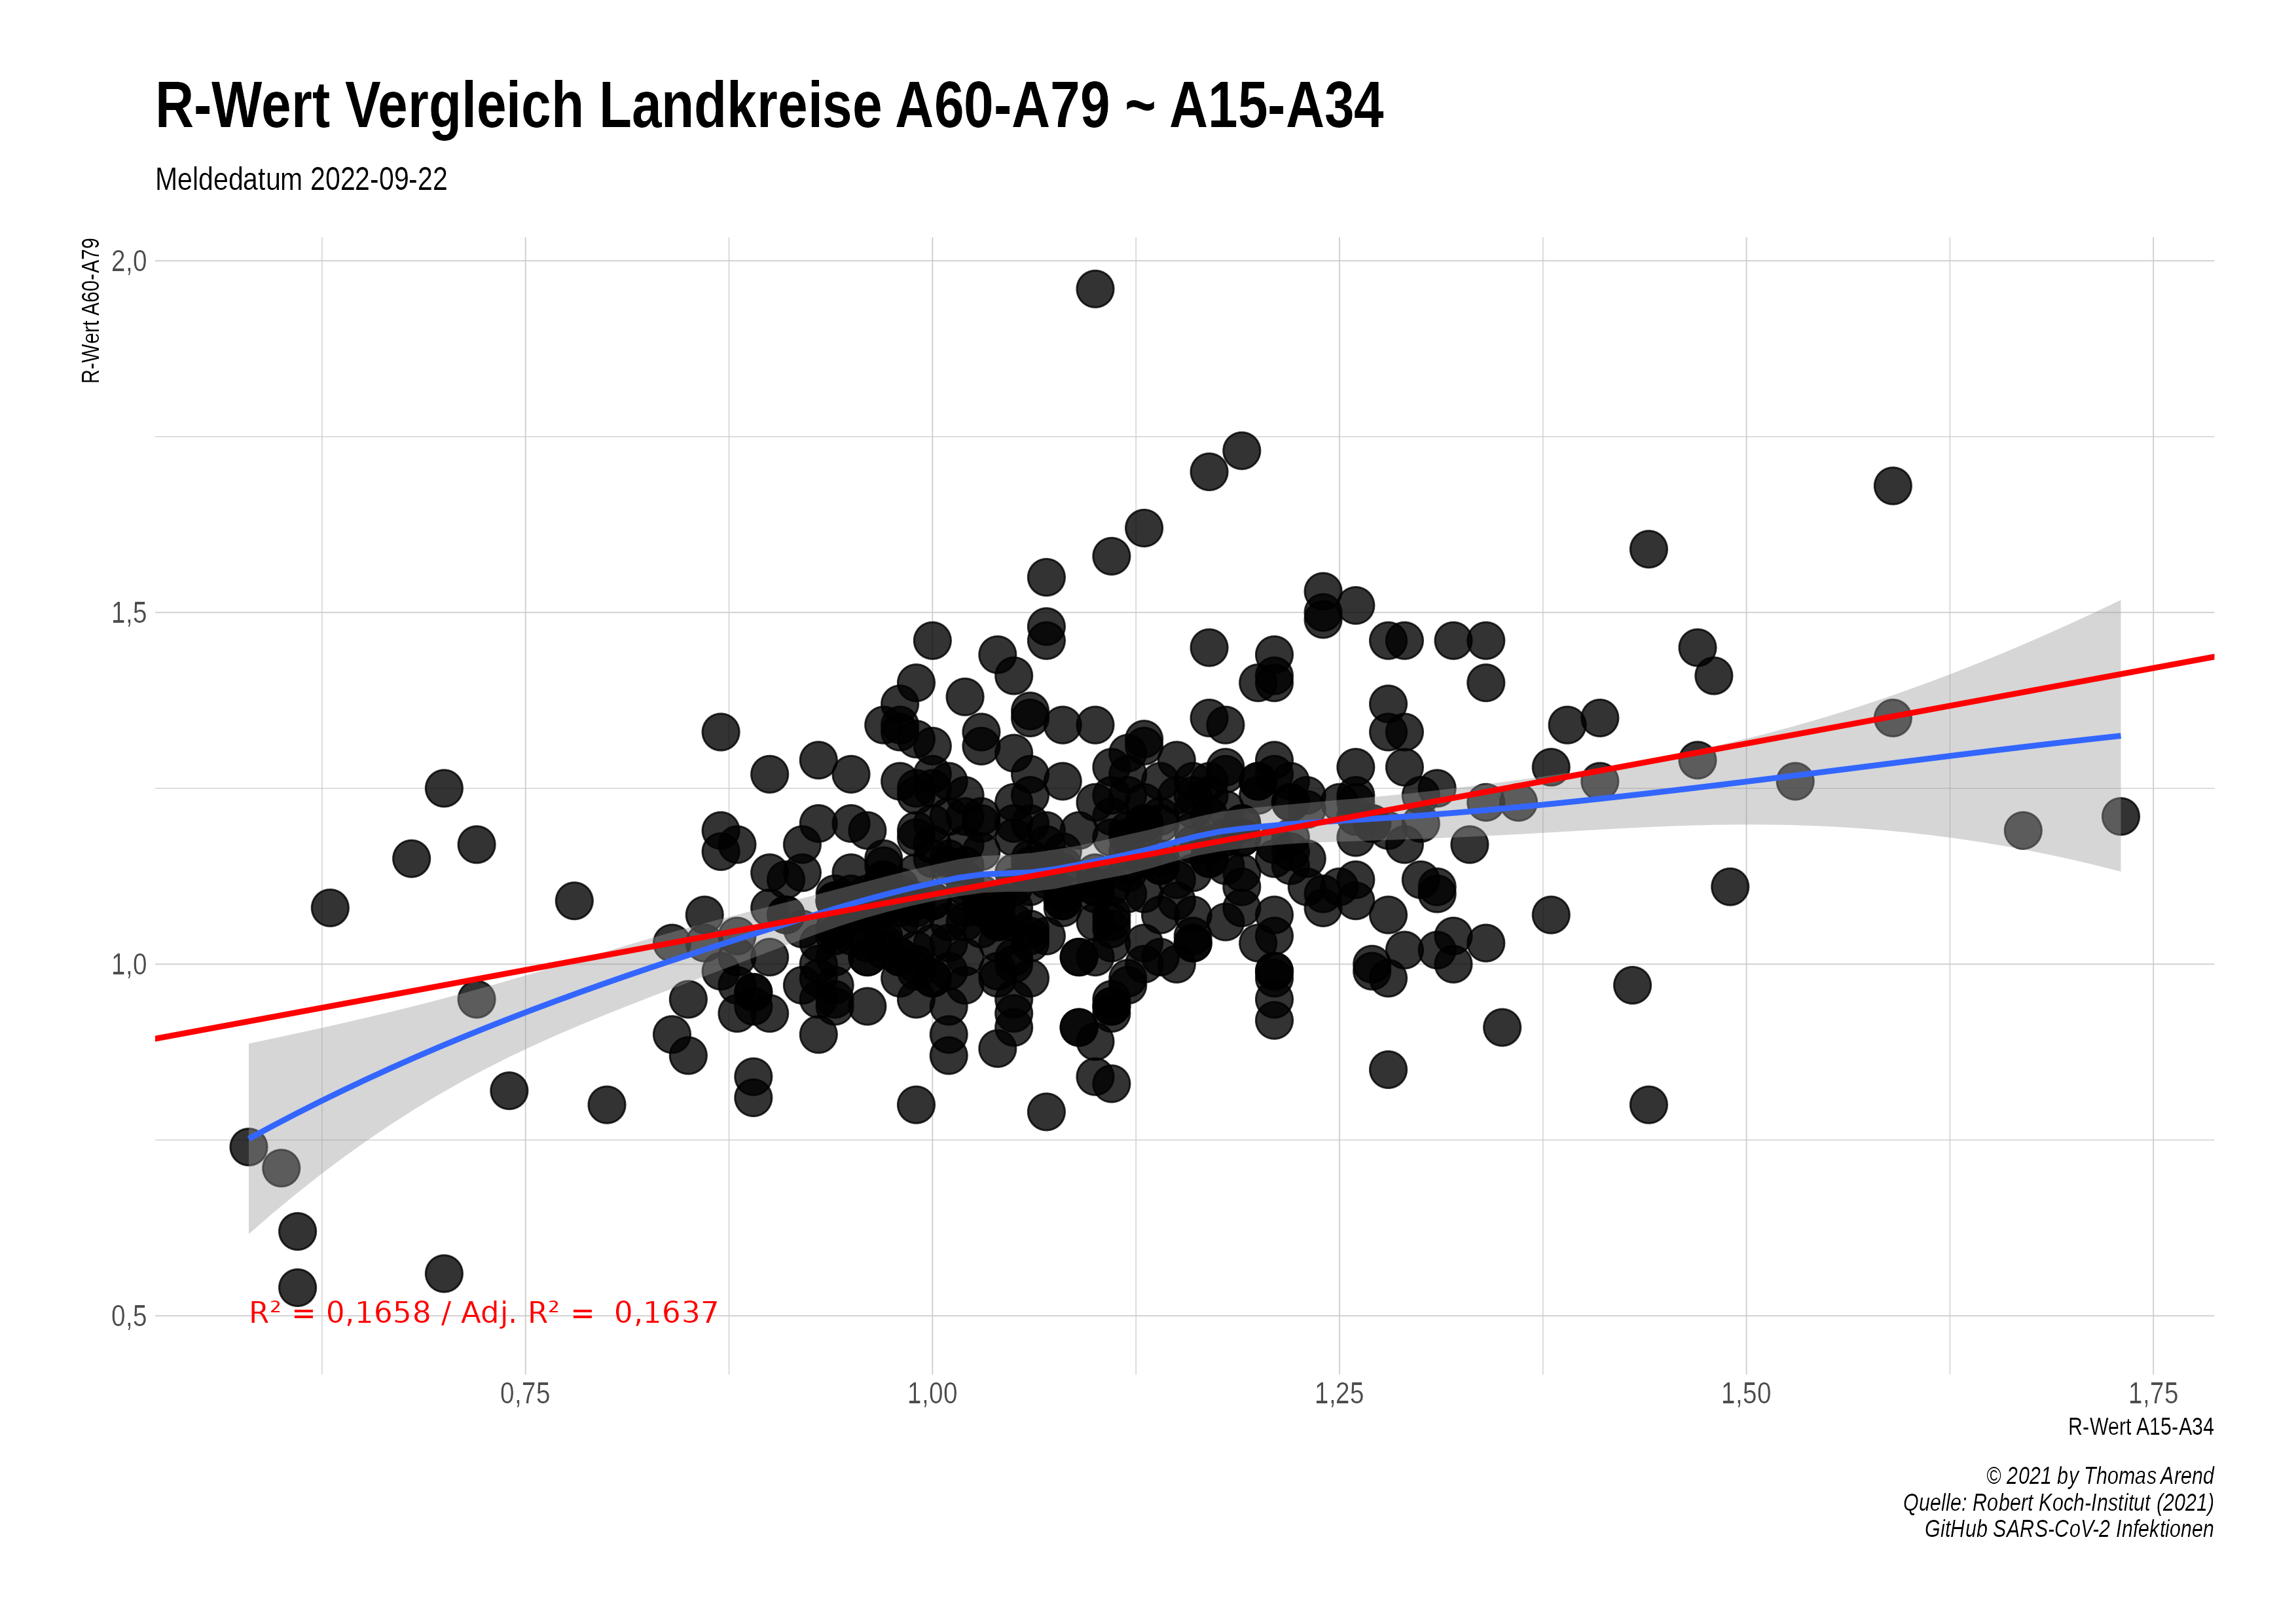 R-Wert Vergleich Landkreise A60-A79 ~ A15-A34
Meldedatum 2022-09-22
R-Wert A60-A79
2,0
1,5
1,0
0,5
R² = 0,1658 / Adj. R² =  0,1637
0,75
1,00
1,25
1,50
1,75
R-Wert A15-A34
© 2021 by Thomas Arend
Quelle: Robert Koch-Institut (2021)
GitHub SARS-CoV-2 Infektionen